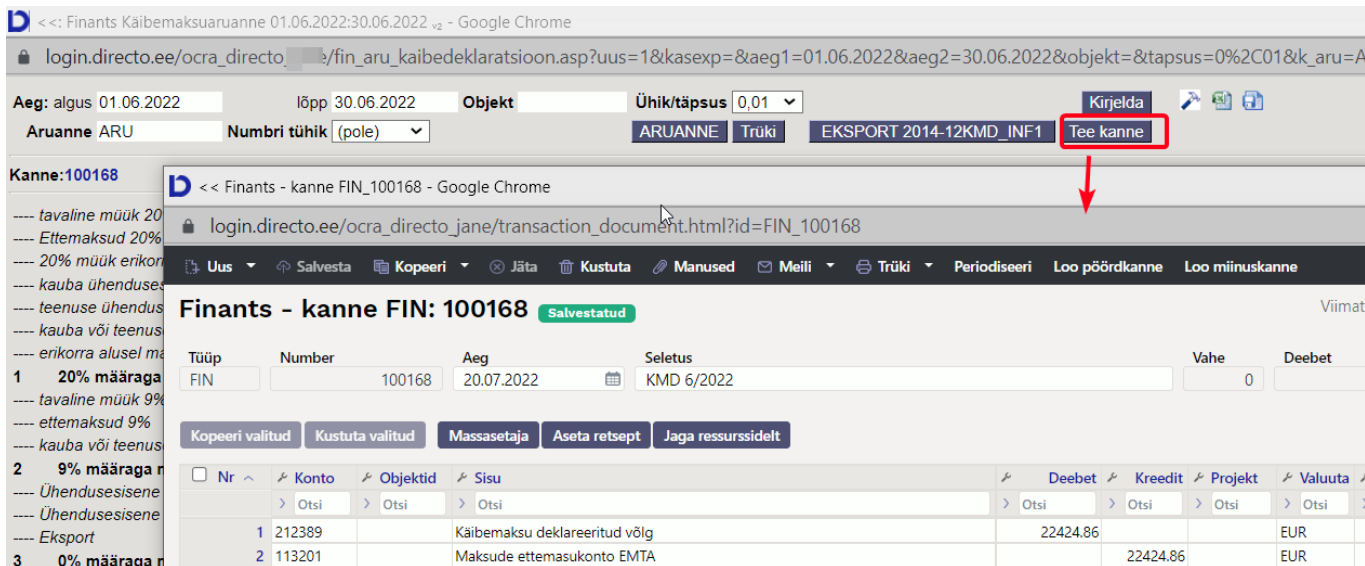 <<: Finants Käibemaksuaruanne 01.06.2022:30.06.2022 v2 - Google Chrome
login.directo.ee/ocra_directo_ e/fin_aru_kaibedeklaratsioon.asp?uus=1&kasexp=&aeg1=01.06.2022&aeg2=30.06.2022&objekt=&tapsus=0%2C01&k_aru=A
Aeg: algus 01.06.2022 lõpp 30.06.2022 Objekt Ühik/täpsus 0,01 Kirjelda
Aruanne ARU Numbri tühik (pole) ARUANNE Trüki EKSPORT 2014-12KMD_INF1 Tee kanne
Kanne:100168
<< Finants - kanne FIN_100168 - Google Chrome
---- tavaline müük 20
login.directo.ee/ocra_directo_jane/transaction_document.html?id=FIN_100168
---- Ettemaksud 20%
---- 20% müük erikorr
Uus Salvesta Kopeeri Jäta Kustuta Manused Meili Trüki Periodiseeri Loo pöördkanne Loo miinuskanne
---- kauba ühenduses
---- teenuse ühendus
Finants - kanne FIN: 100168 Salvestatud Viimat
---- kauba või teenus
---- erikorra alusel mä
Tüüp Number Aeg Seletus Vahe Deebet
1 20% määraga
FIN 100168 20.07.2022 KMD 6/2022 0
---- tavaline müük 9%
---- ettemaksud 9%
Kopeeri valitud Kustuta valitud Massasetaja Aseta retsept Jaga ressurssidelt
---- kauba või teenus
2 9% määraga m
Nr Konto Objektid Sisu Deebet Kreedit Projekt Valuuta
---- Ühendusesisene
Otsi Otsi Otsi Otsi Otsi Otsi Otsi
---- Ühendusesisene
---- Eksport
1 212389 Käibemaksu deklareeritud võlg 22424.86 EUR
3 0% määraga m
2 113201 Maksude ettemasukonto EMTA 22424.86 EUR